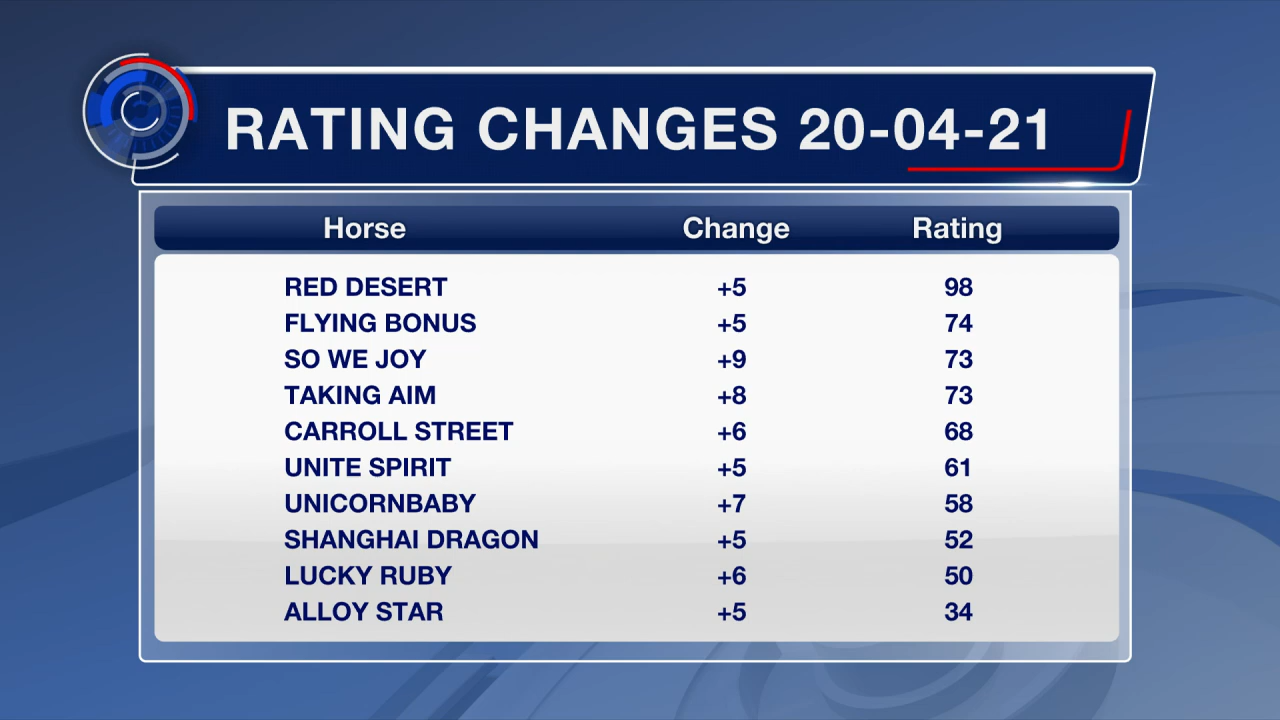 RATING CHANGES 20-04-21
Horse Change Rating
RED DESERT +5 98
FLYING BONUS +5 74
SO WE JOY +9 73
TAKING AIM +8 73
CARROLL STREET +6 68
UNITE SPIRIT +5 61
UNICORNBABY +7 58
SHANGHAI DRAGON +5 52
LUCKY RUBY +6 50
ALLOY STAR +5 34